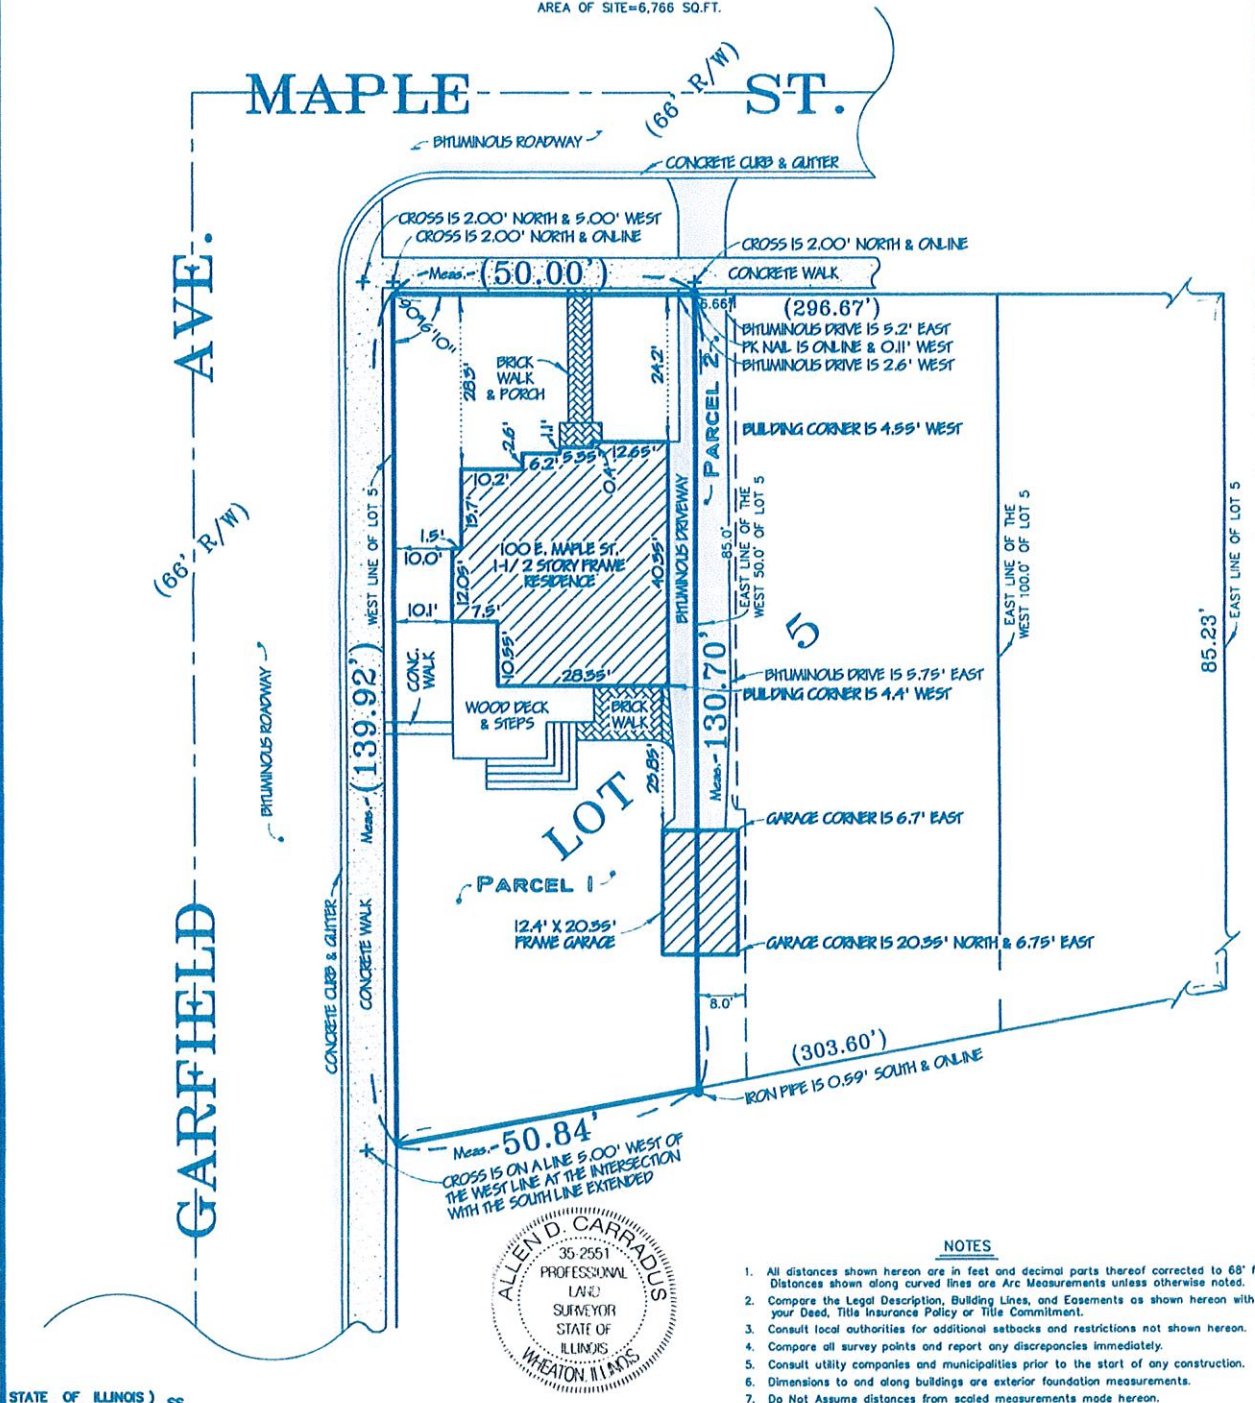 AREA OF SITE=6,766 SQ.FT.
MAPLE ST.
(66' R/W)
BITUMINOUS ROADWAY
CONCRETE CURB & GUTTER
CROSS IS 2.00' NORTH & 5.00' WEST
CROSS IS 2.00' NORTH & ONLINE
CROSS IS 2.00' NORTH & ONLINE
Meas.-(50.00')
CONCRETE WALK
(296.67')
90°16'10"
BITUMINOUS DRIVE IS 5.2' EAST
PK NAIL IS ONLINE & 0.11' WEST
BITUMINOUS DRIVE IS 2.6' WEST
28.3'
BRICK
WALK
& PORCH
24.2'
PARCEL 2
BUILDING CORNER IS 4.55' WEST
2.6'
1.1'
6.2'
5.35'
12.65'
0.4'
10.2'
13.7'
AVE.
(66' R/W)
WEST LINE OF LOT 5
1.5'
10.0'
100 E. MAPLE ST.
1-1/2 STORY FRAME
RESIDENCE
40.35'
BITUMINOUS DRIVEWAY
85.0'
EAST LINE OF THE
WEST 50.0' OF LOT 5
EAST LINE OF THE
WEST 100.0' OF LOT 5
EAST LINE OF LOT 5
85.23'
12.05'
10.1'
7.5'
10.55'
28.35'
5
BITUMINOUS DRIVE IS 5.75' EAST
BUILDING CORNER IS 4.4' WEST
CONC.
WALK
WOOD DECK
& STEPS
BRICK
WALK
Meas.-(139.92')
Meas.-130.70'
BITUMINOUS ROADWAY
23.85'
LOT
GARAGE CORNER IS 6.7' EAST
PARCEL 1
12.4' X 20.35'
FRAME GARAGE
GARAGE CORNER IS 20.35' NORTH & 6.75' EAST
CONCRETE CURB & GUTTER
CONCRETE WALK
GARFIELD
8.0'
(303.60')
IRON PIPE IS 0.59' SOUTH & ONLINE
Meas.-50.84'
CROSS IS ON A LINE 5.00' WEST OF
THE WEST LINE AT THE INTERSECTION
WITH THE SOUTH LINE EXTENDED
ALLEN D. CARRADUS
35-2551
PROFESSIONAL
LAND
SURVEYOR
STATE OF
ILLINOIS
WHEATON, ILLINOIS
NOTES
1. All distances shown hereon are in feet and decimal parts thereof corrected to 68° f
Distances shown along curved lines are Arc Measurements unless otherwise noted.
2. Compare the Legal Description, Building Lines, and Easements as shown hereon with
your Deed, Title Insurance Policy or Title Commitment.
3. Consult local authorities for additional setbacks and restrictions not shown hereon.
4. Compare all survey points and report any discrepancies immediately.
5. Consult utility companies and municipalities prior to the start of any construction.
6. Dimensions to and along buildings are exterior foundation measurements.
7. Do Not Assume distances from scaled measurements made hereon.
STATE OF ILLINOIS) SS